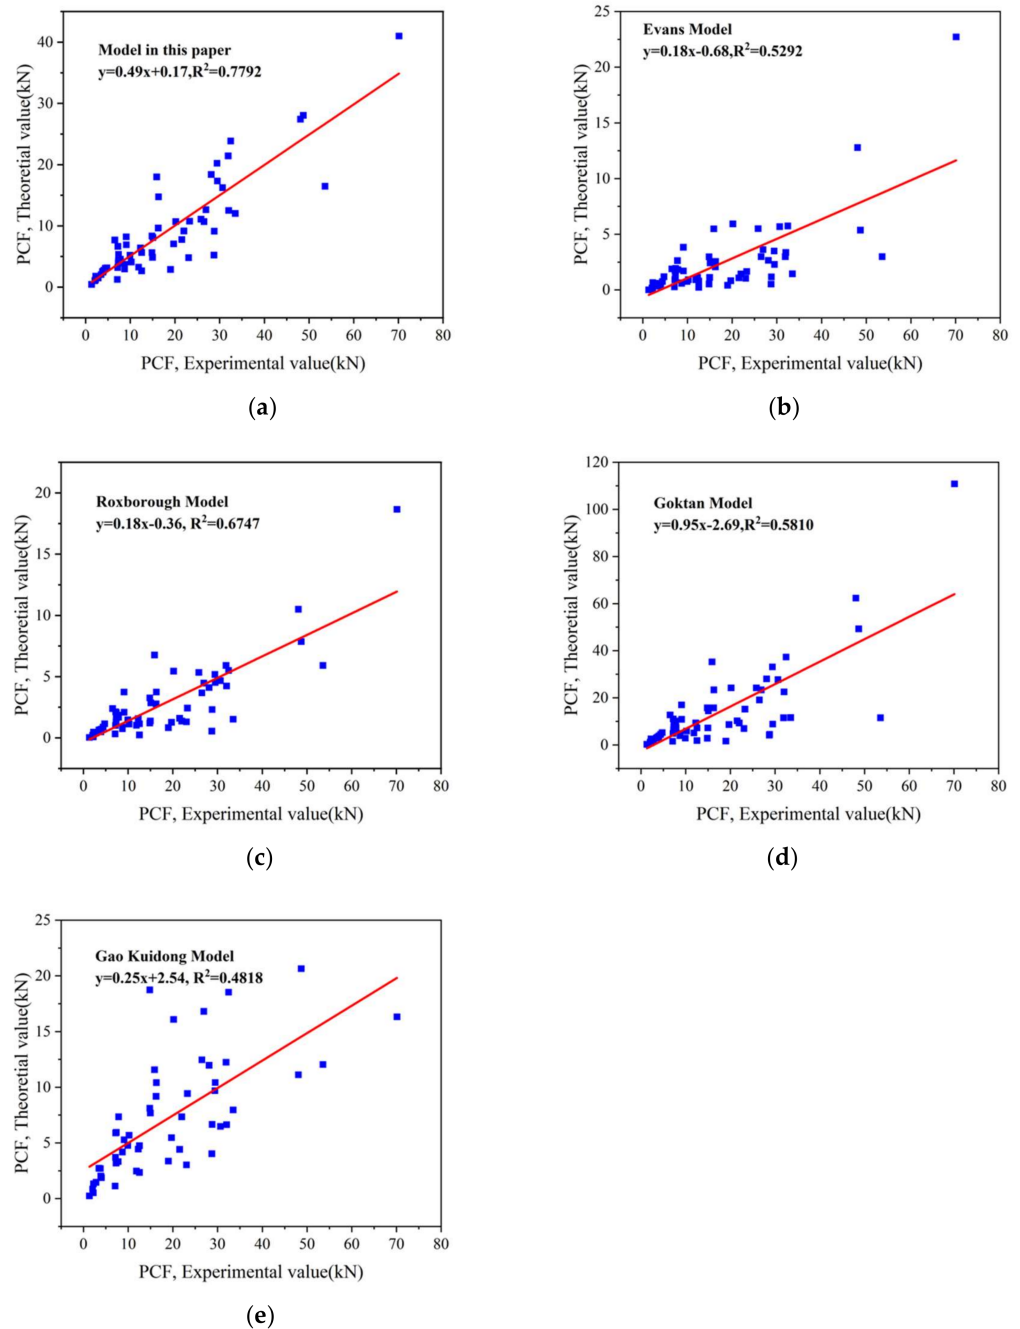 Model in this paper
y=0.49x+0.17,R²=0.7792
PCF, Theoretial value(kN)
40
30
20
10
0
0 10 20 30 40 50 60 70 80
PCF, Experimental value(kN)
(a)
Evans Model
y=0.18x-0.68,R²=0.5292
PCF, Theoretial value(kN)
25
20
15
10
5
0
0 10 20 30 40 50 60 70 80
PCF, Experimental value(kN)
(b)
Roxborough Model
y=0.18x-0.36, R²=0.6747
PCF, Theoretial value(kN)
20
15
10
5
0
0 10 20 30 40 50 60 70 80
PCF, Experimental value(kN)
(c)
Goktan Model
y=0.95x-2.69,R²=0.5810
PCF, Theoretial value(kN)
120
100
80
60
40
20
0
0 10 20 30 40 50 60 70 80
PCF, Experimental value(kN)
(d)
Gao Kuidong Model
y=0.25x+2.54, R²=0.4818
PCF, Theoretial value(kN)
25
20
15
10
5
0
0 10 20 30 40 50 60 70 80
PCF, Experimental value(kN)
(e)